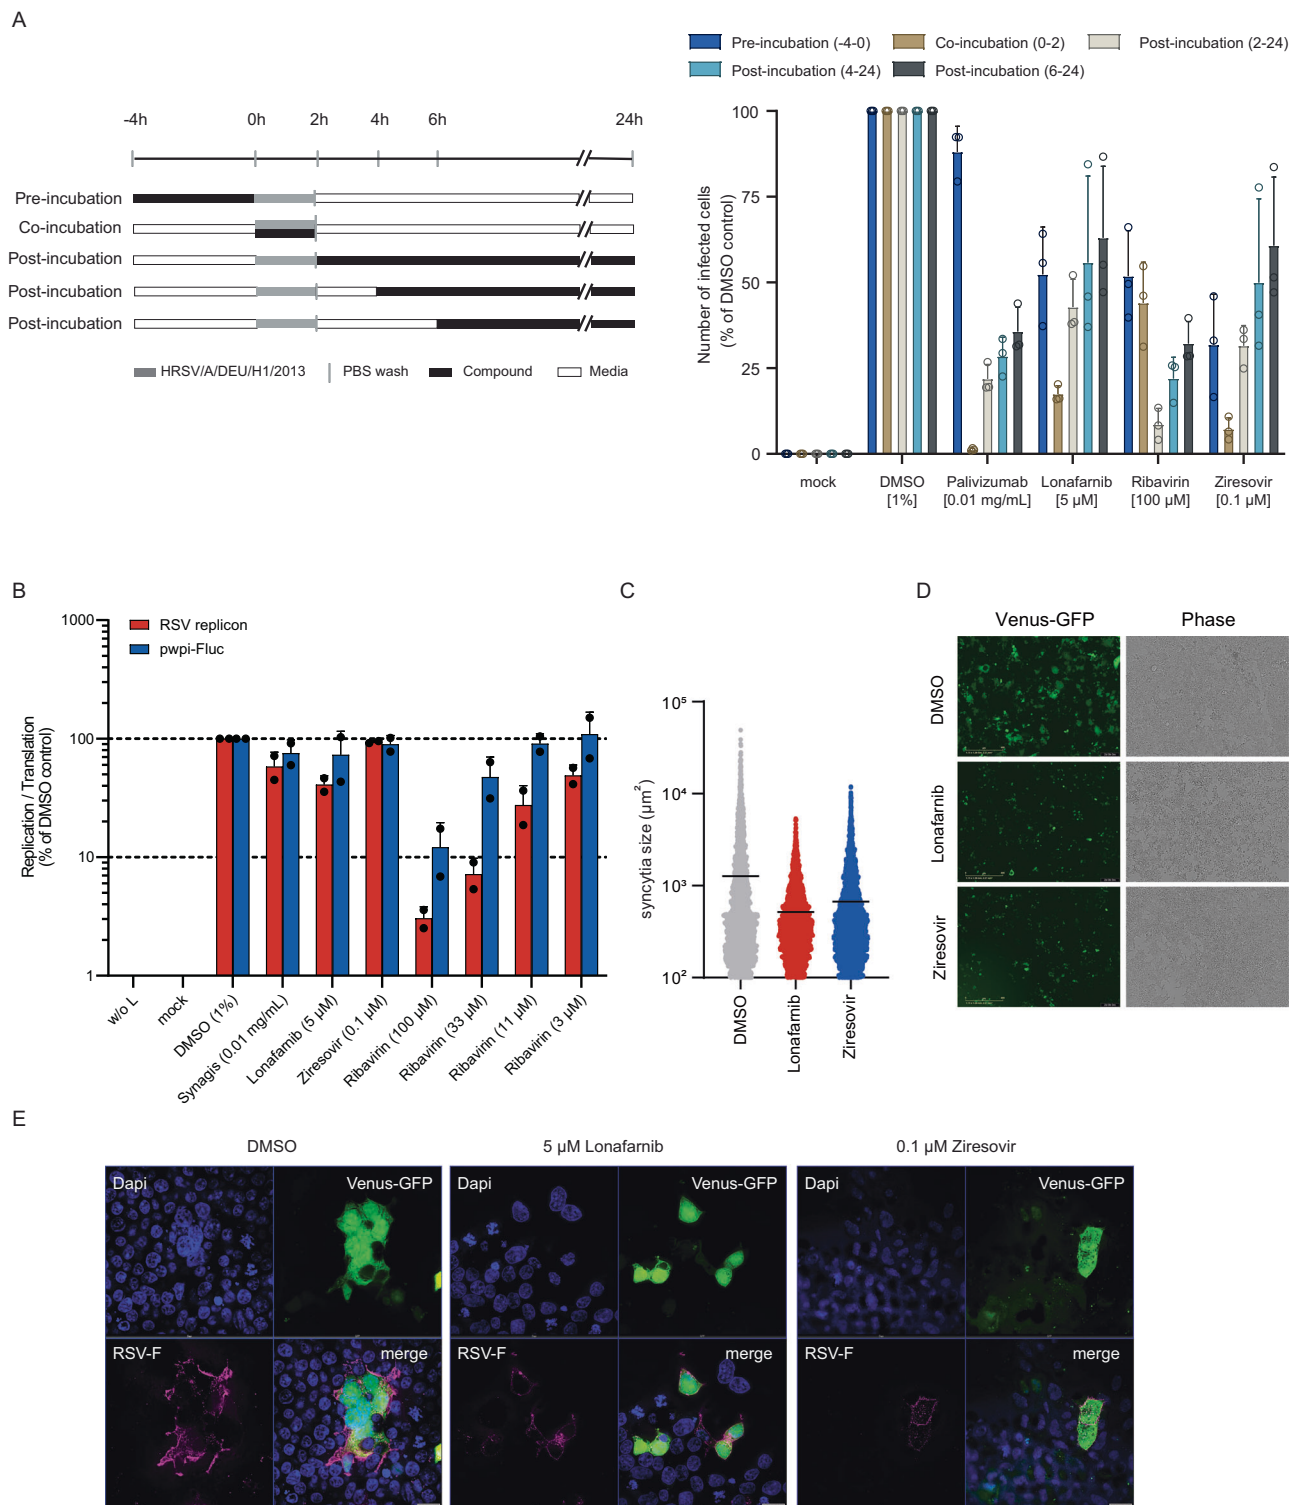 A
-4h 0h 2h 4h 6h 24h
Pre-incubation
Co-incubation
Post-incubation
Post-incubation
Post-incubation
HRSV/A/DEU/H1/2013 PBS wash Compound Media
Pre-incubation (-4-0) Co-incubation (0-2) Post-incubation (2-24)
Post-incubation (4-24) Post-incubation (6-24)
Number of infected cells
(% of DMSO control)
100
75
50
25
0
mock DMSO Palivizumab Lonafarnib Ribavirin Ziresovir
[1%] [0.01 mg/mL] [5 µM] [100 µM] [0.1 µM]
B
RSV replicon
pwpi-Fluc
Replication / Translation
(% of DMSO control)
1000
100
10
1
w/o L
mock
DMSO (1%)
Synagis (0.01 mg/mL)
Lonafarnib (5 µM)
Ziresovir (0.1 µM)
Ribavirin (100 µM)
Ribavirin (33 µM)
Ribavirin (11 µM)
Ribavirin (3 µM)
C
syncytia size (µm²)
10⁵
10⁴
10³
10²
DMSO
Lonafarnib
Ziresovir
D
Venus-GFP Phase
DMSO
Lonafarnib
Ziresovir
E
DMSO 5 µM Lonafarnib 0.1 µM Ziresovir
Dapi Venus-GFP Dapi Venus-GFP Dapi Venus-GFP
RSV-F merge RSV-F merge RSV-F merge